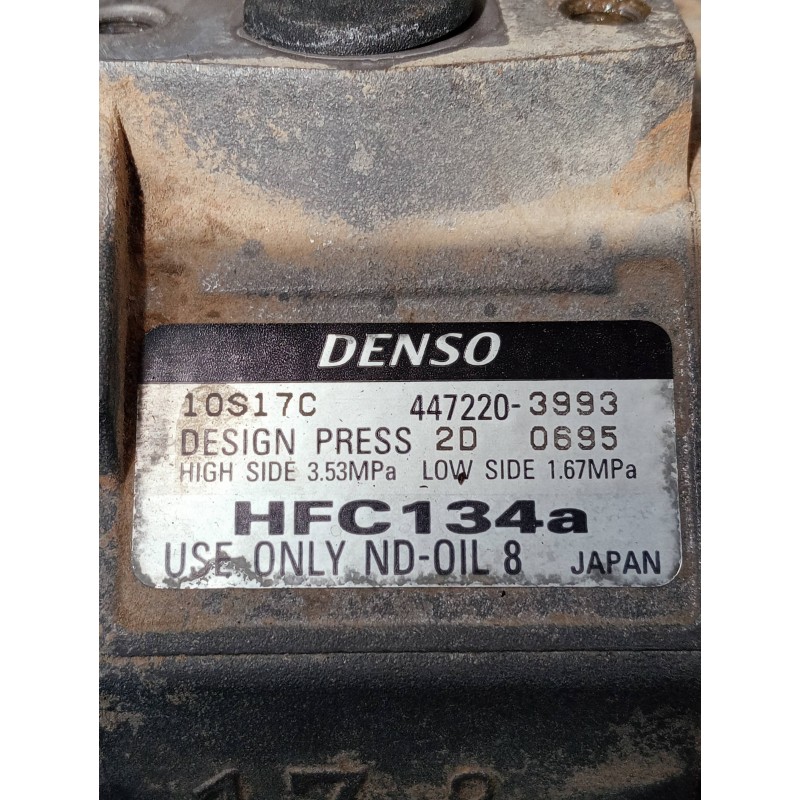 DENSO
10S17C 447220-3993
DESIGN PRESS 2D 0695
HIGH SIDE 3.53MPa LOW SIDE 1.67MPa
HFC134a
USE ONLY ND-OIL 8 JAPAN